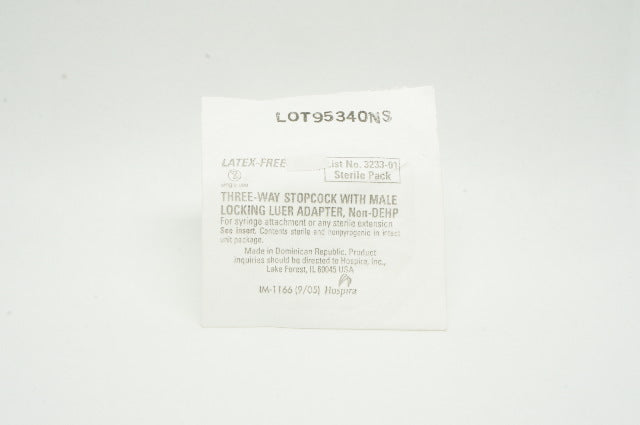 LOT95340NS
LATEX-FREE
List No. 3233-01
Sterile Pack
2
single use
THREE-WAY STOPCOCK WITH MALE
LOCKING LUER ADAPTER, Non-DEHP
For syringe attachment or any sterile extension
See insert. Contents sterile and nonpyrogenic in intact
unit package.
Made in Dominican Republic. Product
inquiries should be directed to Hospira, Inc.,
Lake Forest, IL 60045 USA
IM-1166 (9/05) Hospira